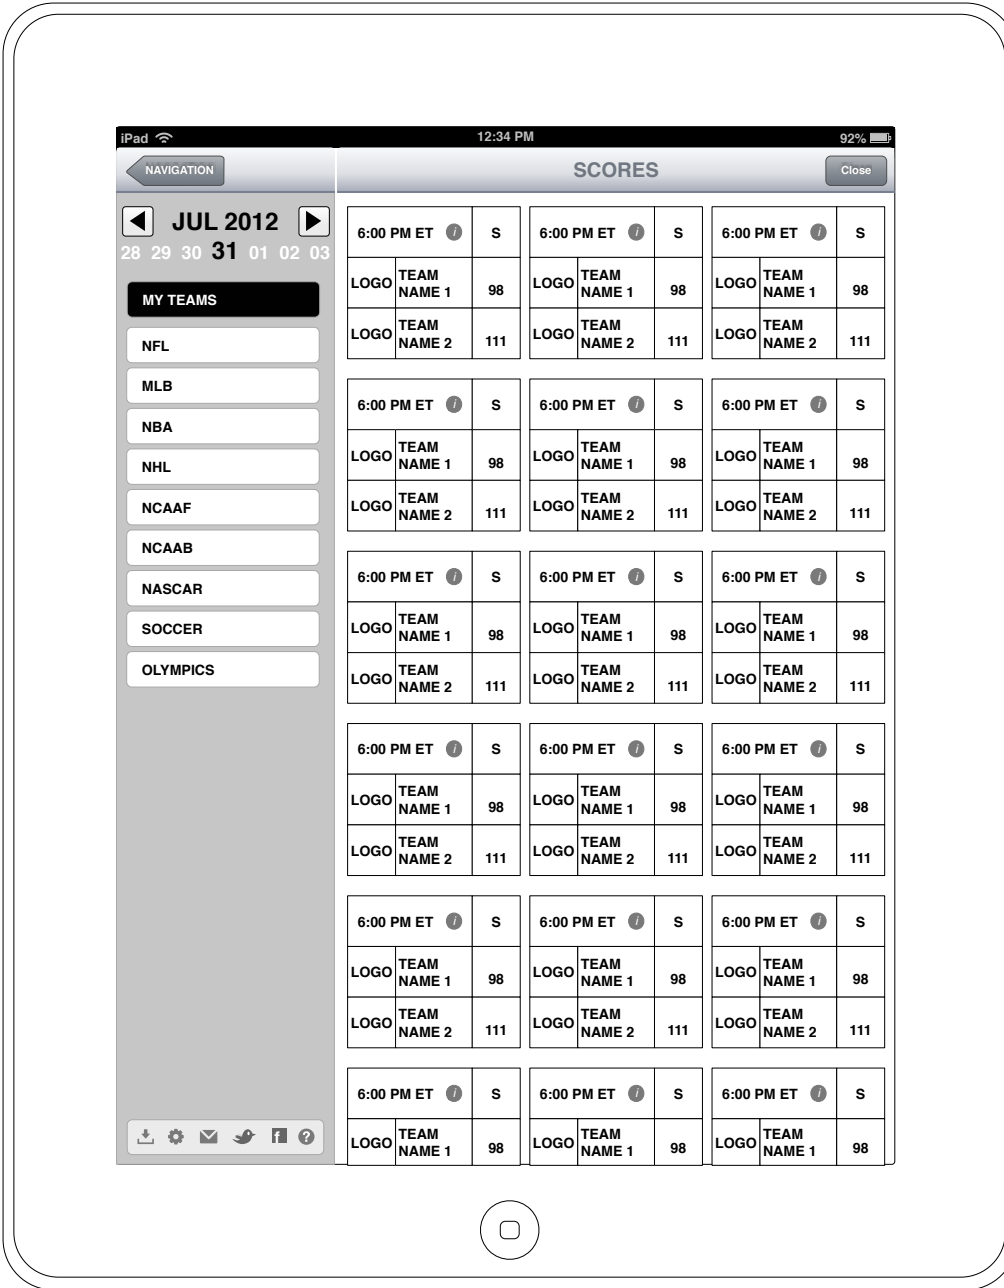 iPad 12:34 PM 92%
NAVIGATION
SCORES
Close
JUL 2012
28 29 30 31 01 02 03
MY TEAMS
NFL
MLB
NBA
NHL
NCAAF
NCAAB
NASCAR
SOCCER
OLYMPICS
6:00 PM ET i S 6:00 PM ET i S 6:00 PM ET i S
LOGO TEAM NAME 1 98 LOGO TEAM NAME 1 98 LOGO TEAM NAME 1 98
LOGO TEAM NAME 2 111 LOGO TEAM NAME 2 111 LOGO TEAM NAME 2 111
6:00 PM ET i S 6:00 PM ET i S 6:00 PM ET i S
LOGO TEAM NAME 1 98 LOGO TEAM NAME 1 98 LOGO TEAM NAME 1 98
LOGO TEAM NAME 2 111 LOGO TEAM NAME 2 111 LOGO TEAM NAME 2 111
6:00 PM ET i S 6:00 PM ET i S 6:00 PM ET i S
LOGO TEAM NAME 1 98 LOGO TEAM NAME 1 98 LOGO TEAM NAME 1 98
LOGO TEAM NAME 2 111 LOGO TEAM NAME 2 111 LOGO TEAM NAME 2 111
6:00 PM ET i S 6:00 PM ET i S 6:00 PM ET i S
LOGO TEAM NAME 1 98 LOGO TEAM NAME 1 98 LOGO TEAM NAME 1 98
LOGO TEAM NAME 2 111 LOGO TEAM NAME 2 111 LOGO TEAM NAME 2 111
6:00 PM ET i S 6:00 PM ET i S 6:00 PM ET i S
LOGO TEAM NAME 1 98 LOGO TEAM NAME 1 98 LOGO TEAM NAME 1 98
LOGO TEAM NAME 2 111 LOGO TEAM NAME 2 111 LOGO TEAM NAME 2 111
6:00 PM ET i S 6:00 PM ET i S 6:00 PM ET i S
LOGO TEAM NAME 1 98 LOGO TEAM NAME 1 98 LOGO TEAM NAME 1 98
f ?